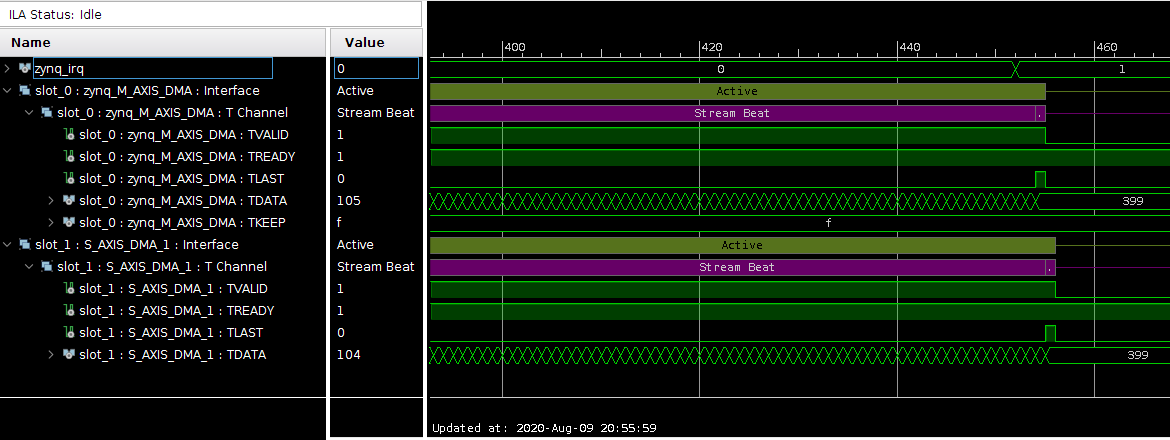 ILA Status: Idle
Name Value
400 420 440 460
zynq_irq 0 0 1
slot_0 : zynq_M_AXIS_DMA : Interface Active Active
slot_0 : zynq_M_AXIS_DMA : T Channel Stream Beat Stream Beat .
slot_0 : zynq_M_AXIS_DMA : TVALID 1
slot_0 : zynq_M_AXIS_DMA : TREADY 1
slot_0 : zynq_M_AXIS_DMA : TLAST 0
slot_0 : zynq_M_AXIS_DMA : TDATA 105 399
slot_0 : zynq_M_AXIS_DMA : TKEEP f f
slot_1 : S_AXIS_DMA_1 : Interface Active Active
slot_1 : S_AXIS_DMA_1 : T Channel Stream Beat Stream Beat .
slot_1 : S_AXIS_DMA_1 : TVALID 1
slot_1 : S_AXIS_DMA_1 : TREADY 1
slot_1 : S_AXIS_DMA_1 : TLAST 0
slot_1 : S_AXIS_DMA_1 : TDATA 104 399
Updated at: 2020-Aug-09 20:55:59